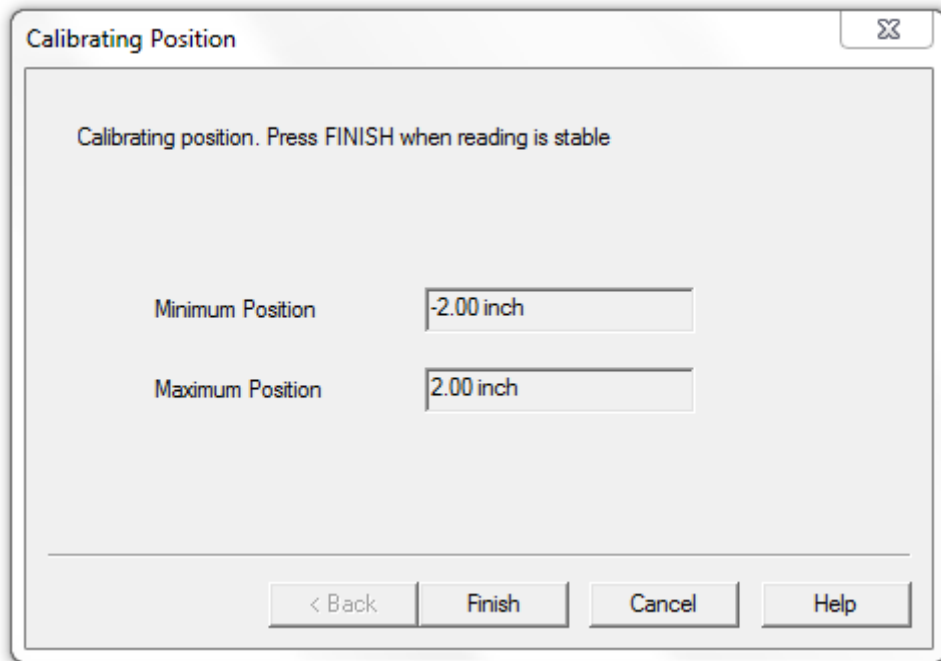 Calibrating Position
Calibrating position. Press FINISH when reading is stable
Minimum Position -2.00 inch
Maximum Position 2.00 inch
< Back Finish Cancel Help